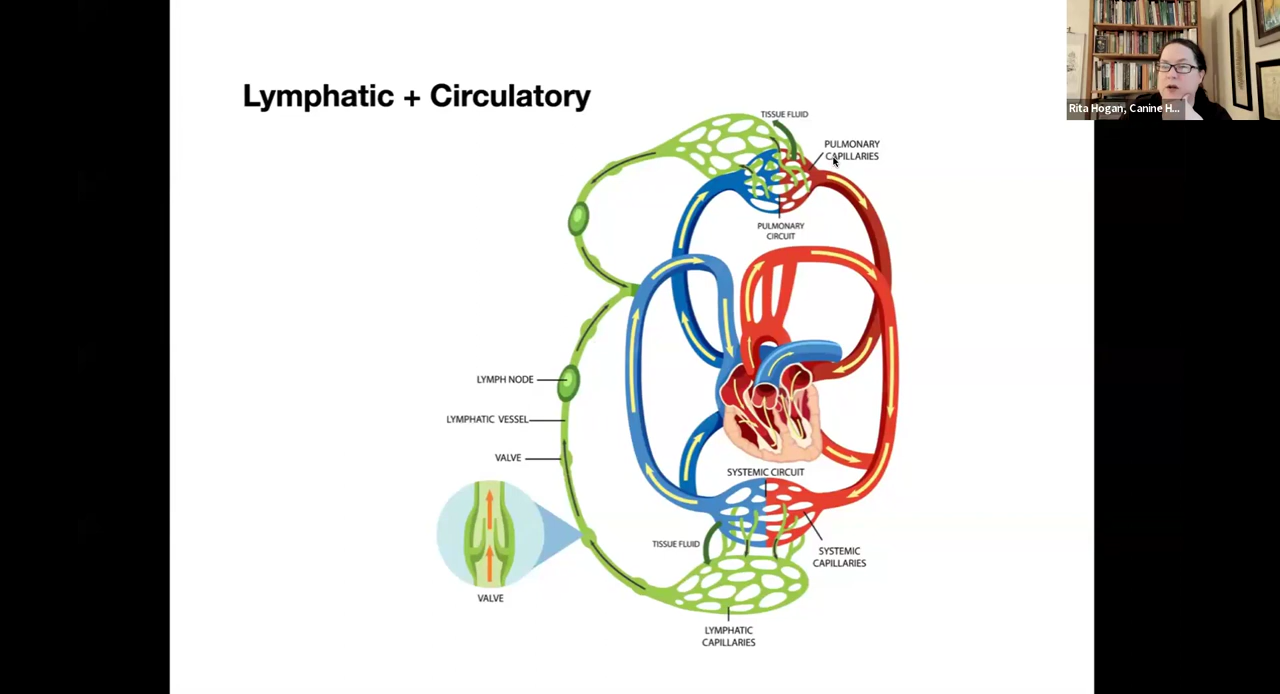 Lymphatic + Circulatory
Rita Hogan, Canine H...
TISSUE FLUID
PULMONARY
CAPILLARIES
PULMONARY
CIRCUIT
LYMPH NODE
LYMPHATIC VESSEL
VALVE
SYSTEMIC CIRCUIT
TISSUE FLUID
SYSTEMIC
CAPILLARIES
VALVE
LYMPHATIC
CAPILLARIES